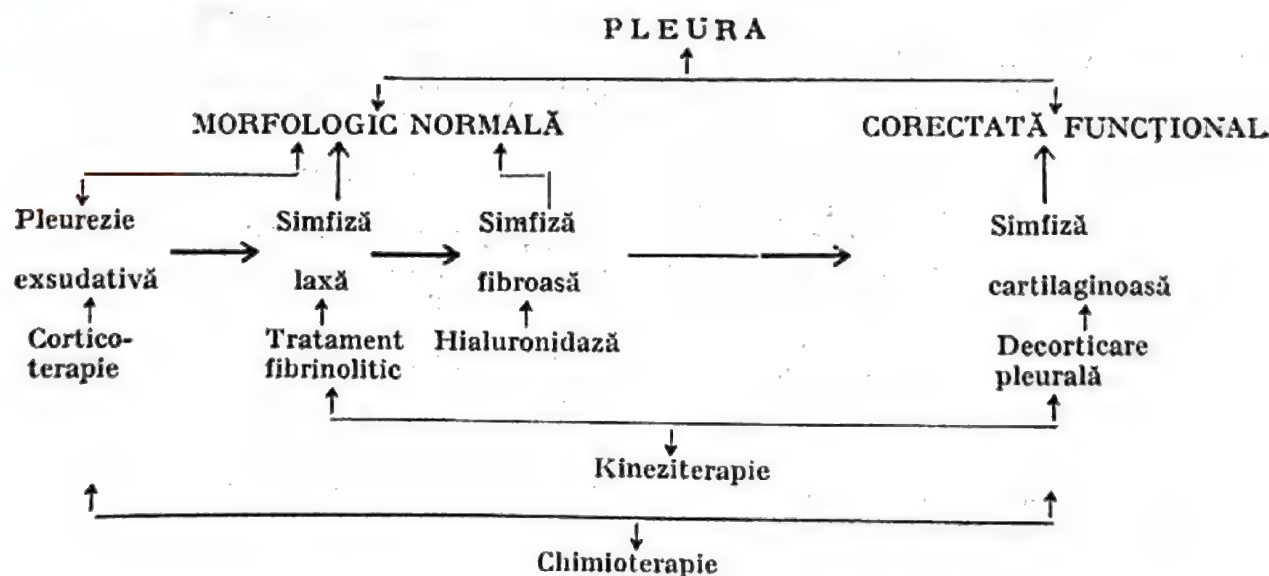 PLEURA
MORFOLOGIC NORMALĂ
CORECTATĂ FUNCȚIONAL
Pleurezie
exsudativă
Simfiză
laxă
Simfiză
fibroasă
Simfiză
cartilaginoasă
Cortico-
terapie
Tratament
fibrinolitic
Hialuronidază
Decorticare
pleurală
Kineziterapie
Chimioterapie